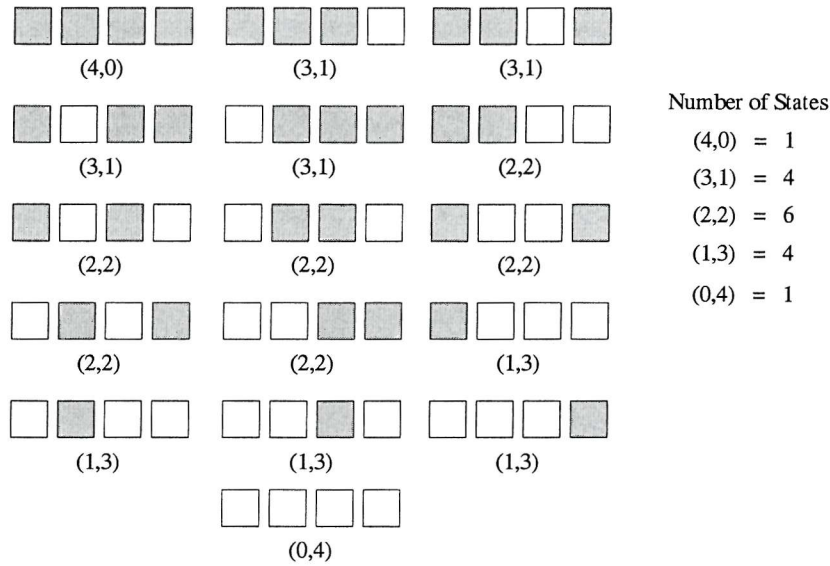 (4,0) (3,1) (3,1)
(3,1) (3,1) (2,2)
(2,2) (2,2) (2,2)
(2,2) (2,2) (1,3)
(1,3) (1,3) (1,3)
(0,4)
Number of States
(4,0) = 1
(3,1) = 4
(2,2) = 6
(1,3) = 4
(0,4) = 1